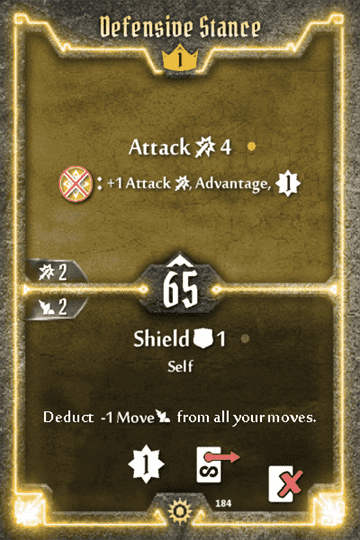 Defensive Stance
1
Attack 4
: +1 Attack , Advantage, 1
2
65
2
Shield 1
Self
Deduct -1 Move from all your moves.
1
8
184